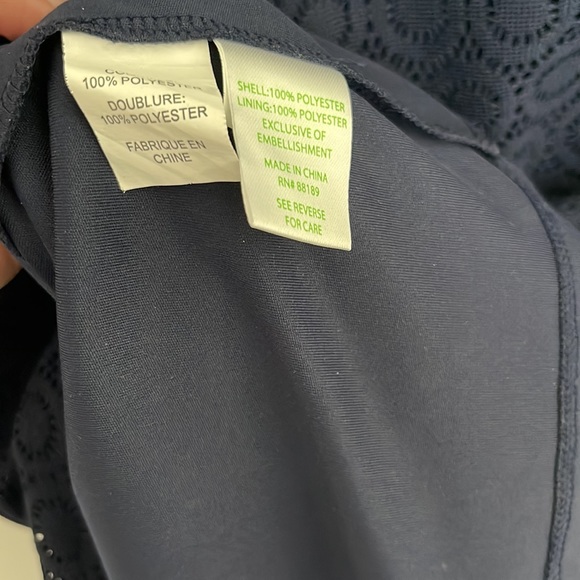 100% POLYESTER
DOUBLURE:
100% POLYESTER
FABRIQUE EN
CHINE
SHELL:100% POLYESTER
LINING:100% POLYESTER
EXCLUSIVE OF
EMBELLISHMENT
MADE IN CHINA
RN# 88189
SEE REVERSE
FOR CARE